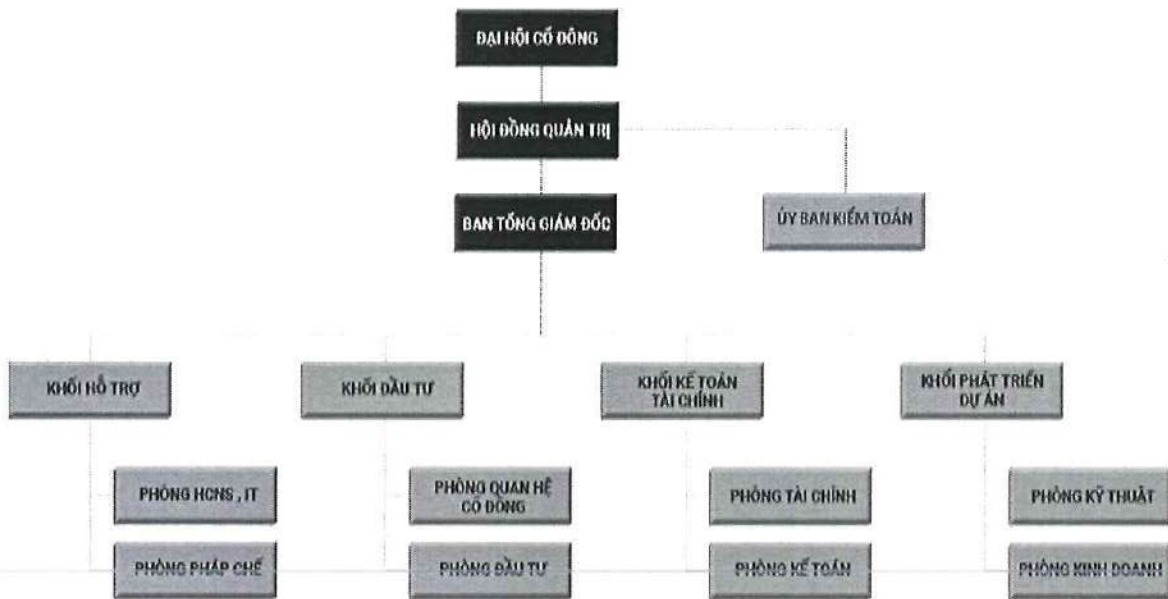 ĐẠI HỘI CỔ ĐÔNG
HỘI ĐỒNG QUẢN TRỊ
BAN TỔNG GIÁM ĐỐC
ỦY BAN KIỂM TOÁN
KHỐI HỖ TRỢ
KHỐI ĐẦU TƯ
KHỐI KẾ TOÁN
TÀI CHÍNH
KHỐI PHÁT TRIỂN
DỰ ÁN
PHÒNG HCNS , IT
PHÒNG QUAN HỆ
CỔ ĐÔNG
PHÒNG TÀI CHÍNH
PHÒNG KỸ THUẬT
PHÒNG PHÁP CHẾ
PHÒNG ĐẦU TƯ
PHÒNG KẾ TOÁN
PHÒNG KINH DOANH